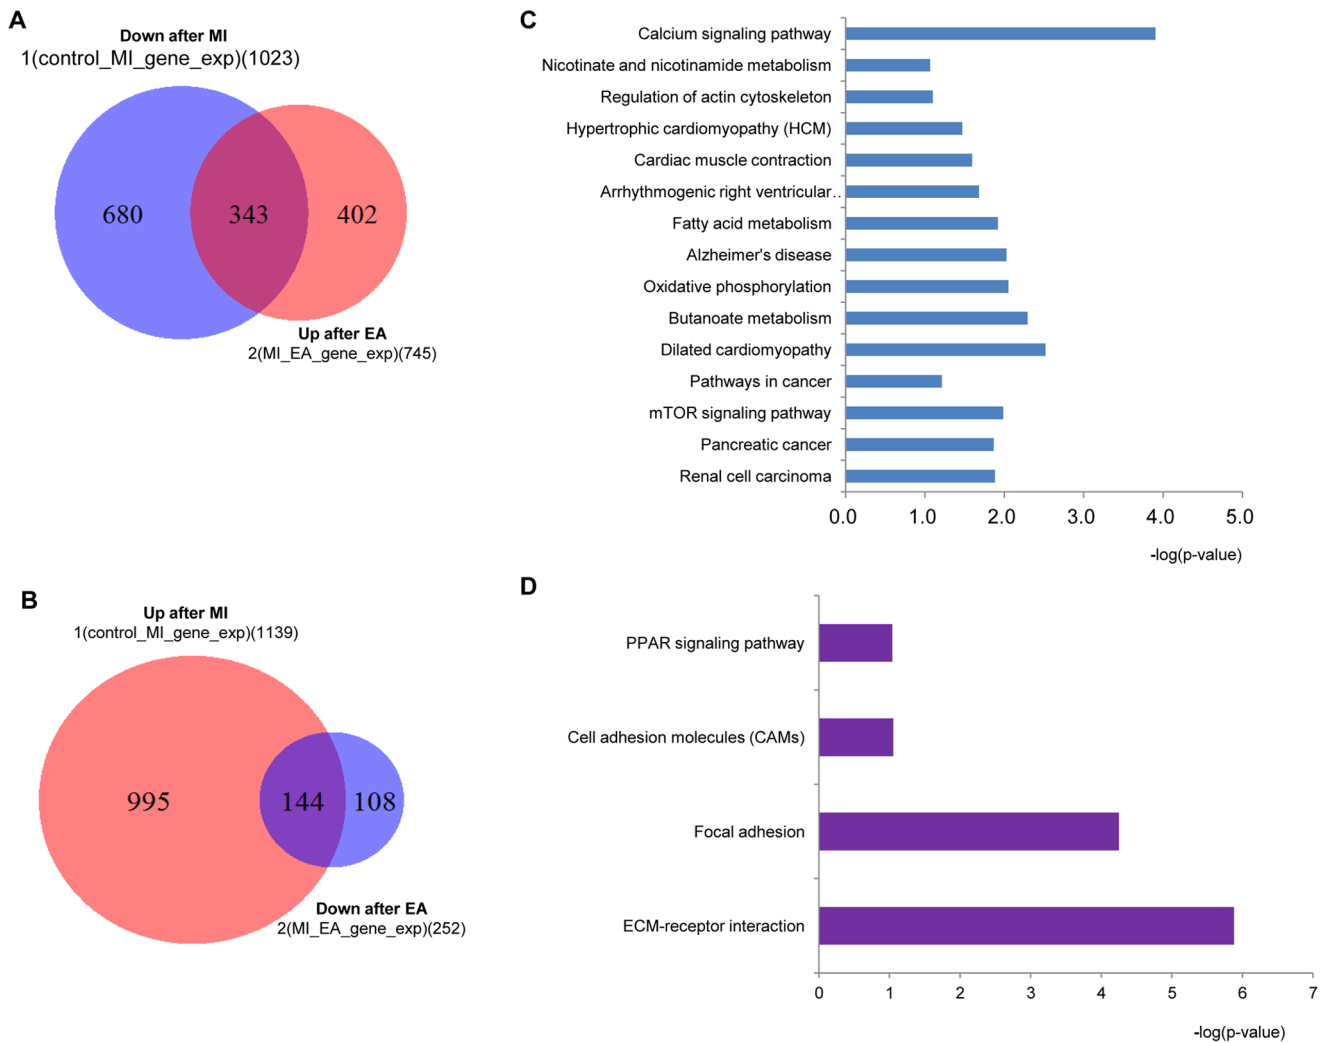 A
Down after MI
1(control_MI_gene_exp)(1023)
680
343
402
Up after EA
2(MI_EA_gene_exp)(745)
B
Up after MI
1(control_MI_gene_exp)(1139)
995
144
108
Down after EA
2(MI_EA_gene_exp)(252)
C
Calcium signaling pathway
Nicotinate and nicotinamide metabolism
Regulation of actin cytoskeleton
Hypertrophic cardiomyopathy (HCM)
Cardiac muscle contraction
Arrhythmogenic right ventricular..
Fatty acid metabolism
Alzheimer's disease
Oxidative phosphorylation
Butanoate metabolism
Dilated cardiomyopathy
Pathways in cancer
mTOR signaling pathway
Pancreatic cancer
Renal cell carcinoma
0.0 1.0 2.0 3.0 4.0 5.0
-log(p-value)
D
PPAR signaling pathway
Cell adhesion molecules (CAMs)
Focal adhesion
ECM-receptor interaction
0 1 2 3 4 5 6 7
-log(p-value)